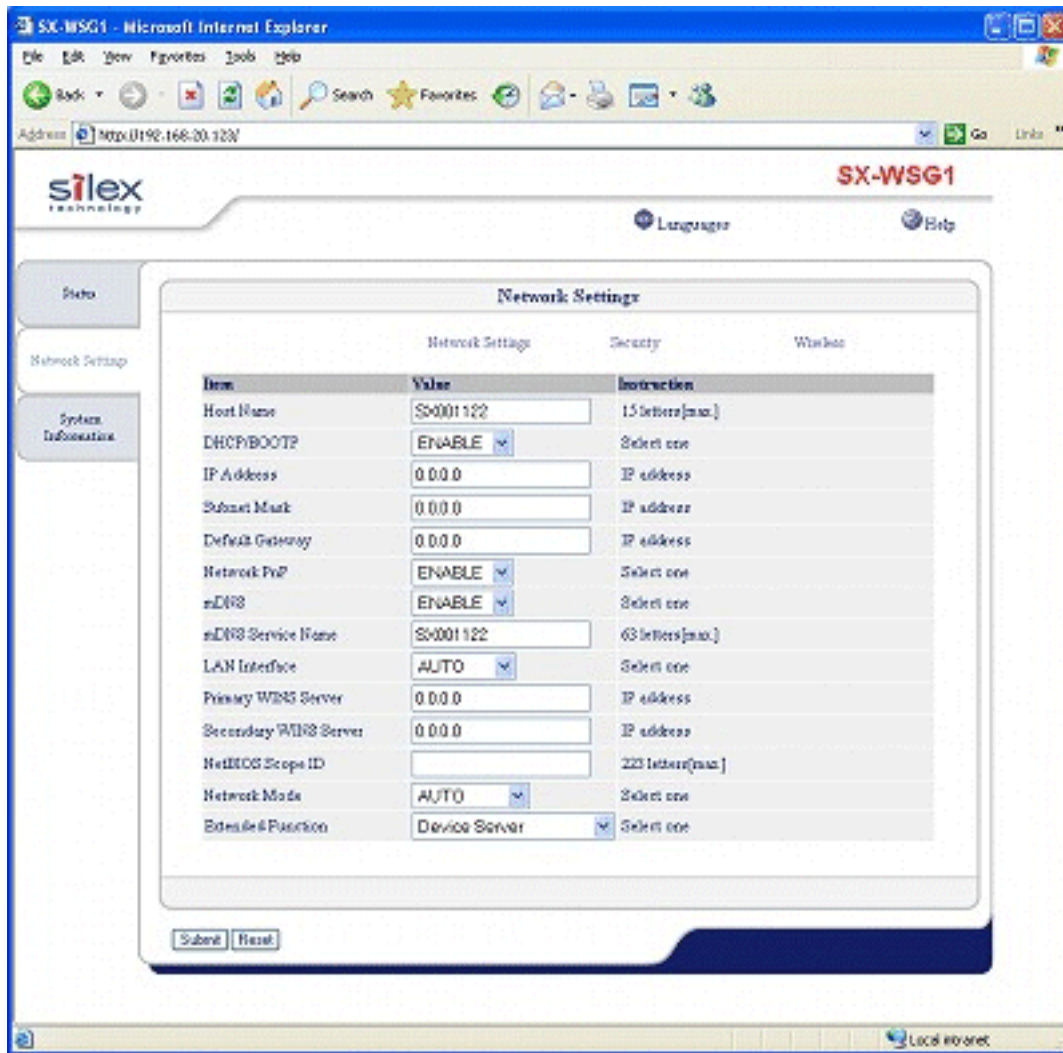 SX-WSG1 - Microsoft Internet Explorer
File Edit View Favorites Tools Help
Back Search Favorites
Address http://192.168.20.123/ Go Links
silex
technology
SX-WSG1
Languages Help
Status
Network Settings
System
Information
Network Settings
Network Settings Security Wireless
Item Value Instruction
Host Name SX001122 15 letters[max.]
DHCP/BOOTP ENABLE Select one
IP Address 0.0.0.0 IP address
Subnet Mask 0.0.0.0 IP address
Default Gateway 0.0.0.0 IP address
Network PnP ENABLE Select one
mDNS ENABLE Select one
mDNS Service Name SX001122 63 letters[max.]
LAN Interface AUTO Select one
Primary WINS Server 0.0.0.0 IP address
Secondary WINS Server 0.0.0.0 IP address
NetBIOS Scope ID 223 letters[max.]
Network Mode AUTO Select one
Extended Function Device Server Select one
Submit Reset
Local intranet